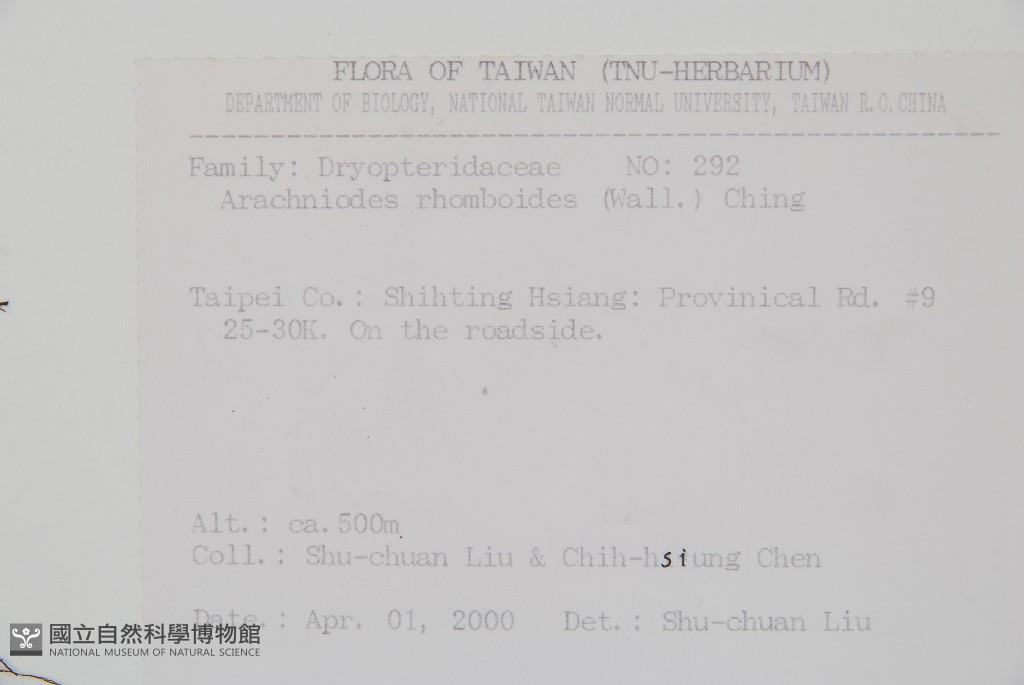 FLORA OF TAIWAN (TNU-HERBARIUM)
DEPARTMENT OF BIOLOGY, NATIONAL TAIWAN NORMAL UNIVERSITY, TAIWAN R.O.CHINA
Family: Dryopteridaceae NO: 292
Arachniodes rhomboides (Wall.) Ching
Taipei Co.: Shihting Hsiang: Provinical Rd. #9
25-30K. On the roadside.
Alt.: ca.500m
Coll.: Shu-chuan Liu & Chih-hsiung Chen
Date.: Apr. 01, 2000 Det.: Shu-chuan Liu
國立自然科學博物館
NATIONAL MUSEUM OF NATURAL SCIENCE